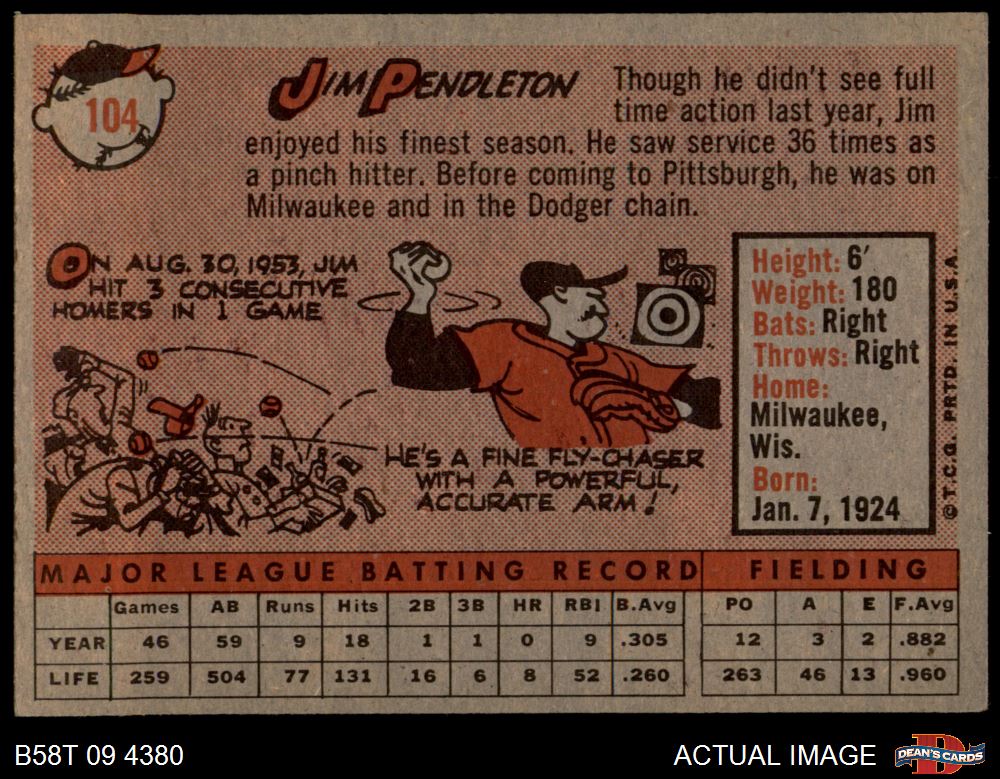 104
JIM PENDLETON
Though he didn't see full
time action last year, Jim
enjoyed his finest season. He saw service 36 times as
a pinch hitter. Before coming to Pittsburgh, he was on
Milwaukee and in the Dodger chain.
ON AUG. 30, 1953, JIM
HIT 3 CONSECUTIVE
HOMERS IN 1 GAME
HE'S A FINE FLY-CHASER
WITH A POWERFUL,
ACCURATE ARM!
Height: 6'
Weight: 180
Bats: Right
Throws: Right
Home:
Milwaukee,
Wis.
Born:
Jan. 7, 1924
© T.C.G. PRTD. IN U.S.A.
MAJOR LEAGUE BATTING RECORD FIELDING
Games AB Runs Hits 2B 3B HR RBI B.Avg PO A E F.Avg
YEAR 46 59 9 18 1 1 0 9 .305 12 3 2 .882
LIFE 259 504 77 131 16 6 8 52 .260 263 46 13 .960
B58T 09 4380 ACTUAL IMAGE DEAN'S CARDS